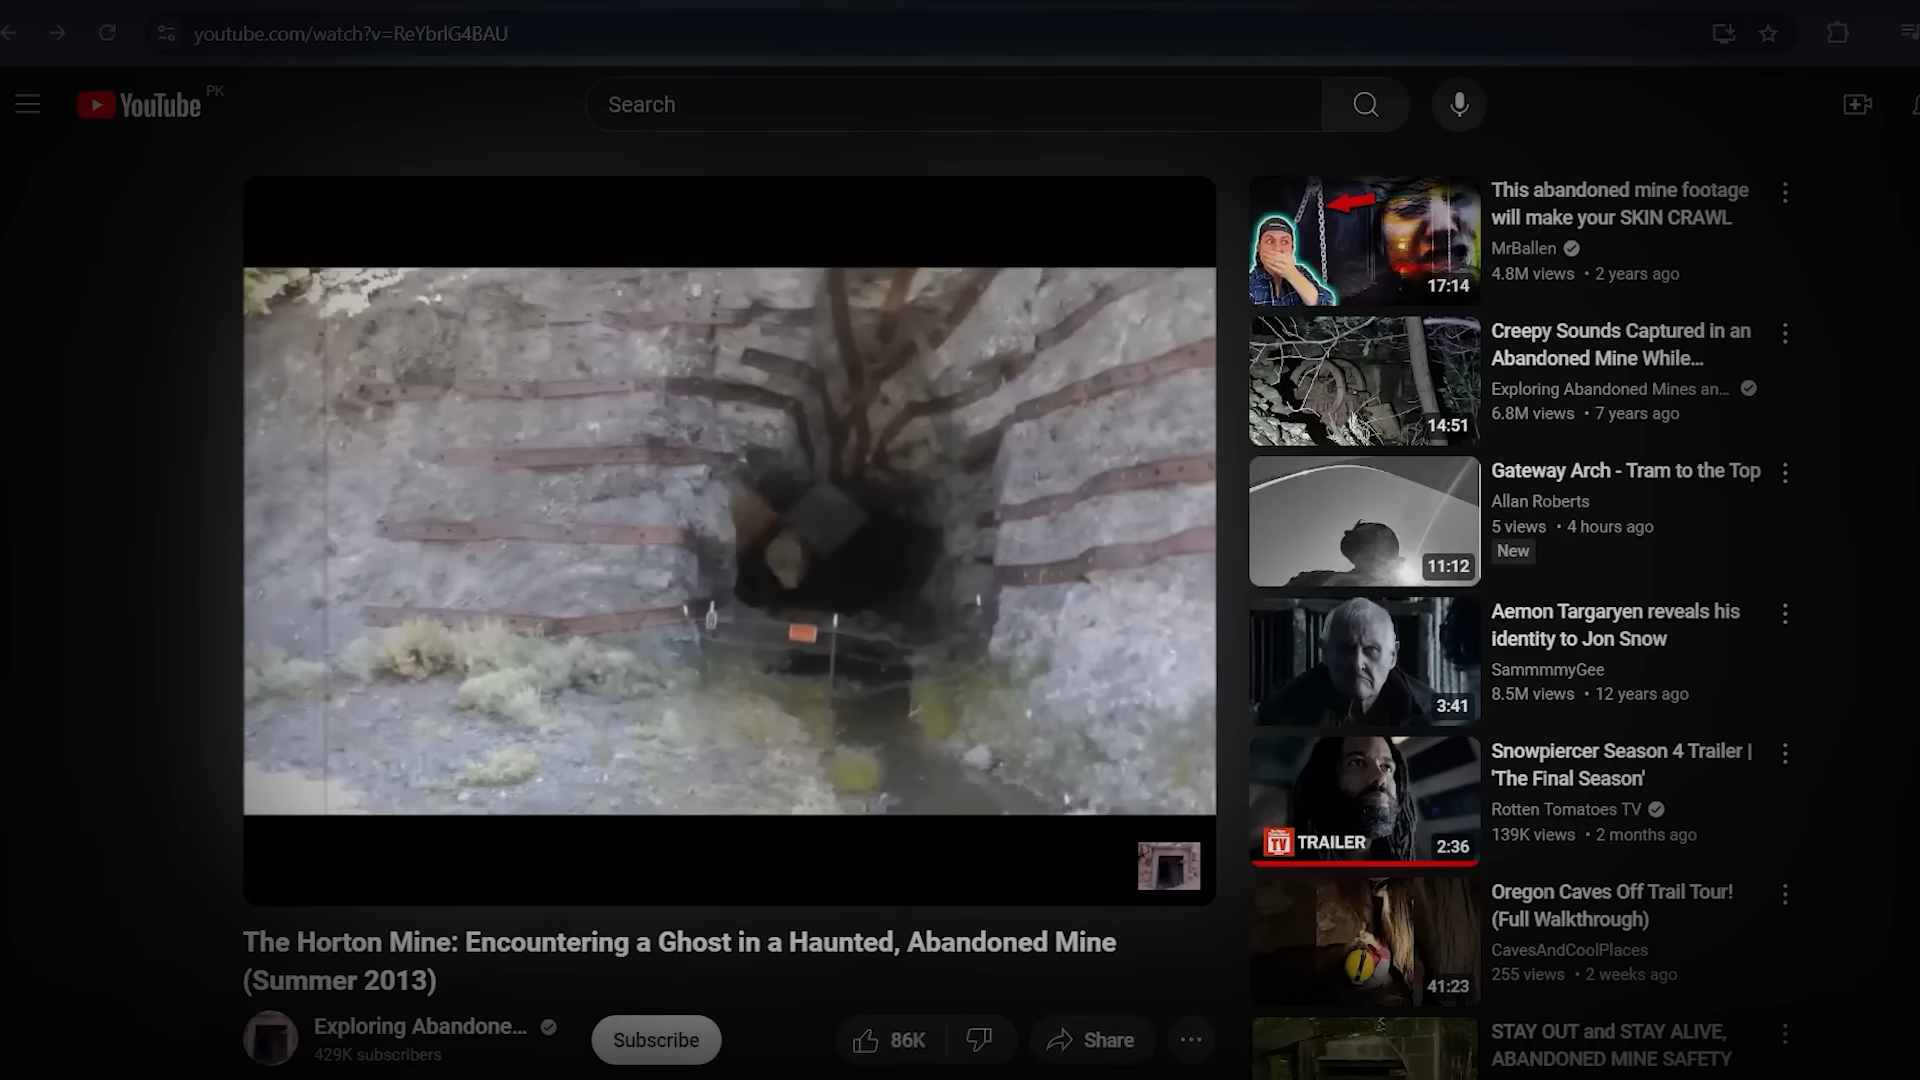 youtube.com/watch?v=ReYbrlG4BAU
YouTube PK
Search
This abandoned mine footage
will make your SKIN CRAWL
MrBallen
4.8M views • 2 years ago
17:14
Creepy Sounds Captured in an
Abandoned Mine While...
Exploring Abandoned Mines an...
6.8M views • 7 years ago
14:51
Gateway Arch - Tram to the Top
Allan Roberts
5 views • 4 hours ago
New
11:12
Aemon Targaryen reveals his
identity to Jon Snow
SammmmyGee
8.5M views • 12 years ago
3:41
Snowpiercer Season 4 Trailer |
'The Final Season'
Rotten Tomatoes TV
139K views • 2 months ago
TV TRAILER
2:36
Oregon Caves Off Trail Tour!
(Full Walkthrough)
CavesAndCoolPlaces
255 views • 2 weeks ago
41:23
STAY OUT and STAY ALIVE,
ABANDONED MINE SAFETY
The Horton Mine: Encountering a Ghost in a Haunted, Abandoned Mine
(Summer 2013)
Exploring Abandone...
429K subscribers
Subscribe
86K
Share